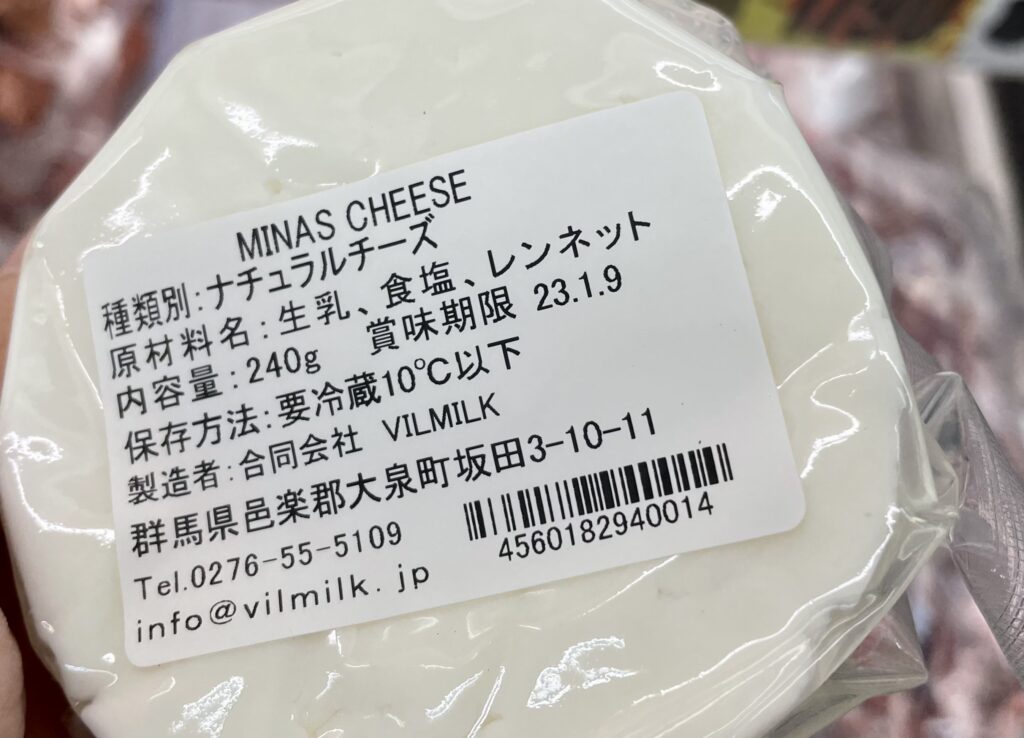 MINAS CHEESE
種類別:ナチュラルチーズ
原材料名:生乳、食塩、レンネット
内容量:240g 賞味期限 23.1.9
保存方法:要冷蔵10℃以下
製造者:合同会社 VILMILK
群馬県邑楽郡大泉町坂田3-10-11
Tel.0276-55-5109
info@vilmilk.jp
4560182940014